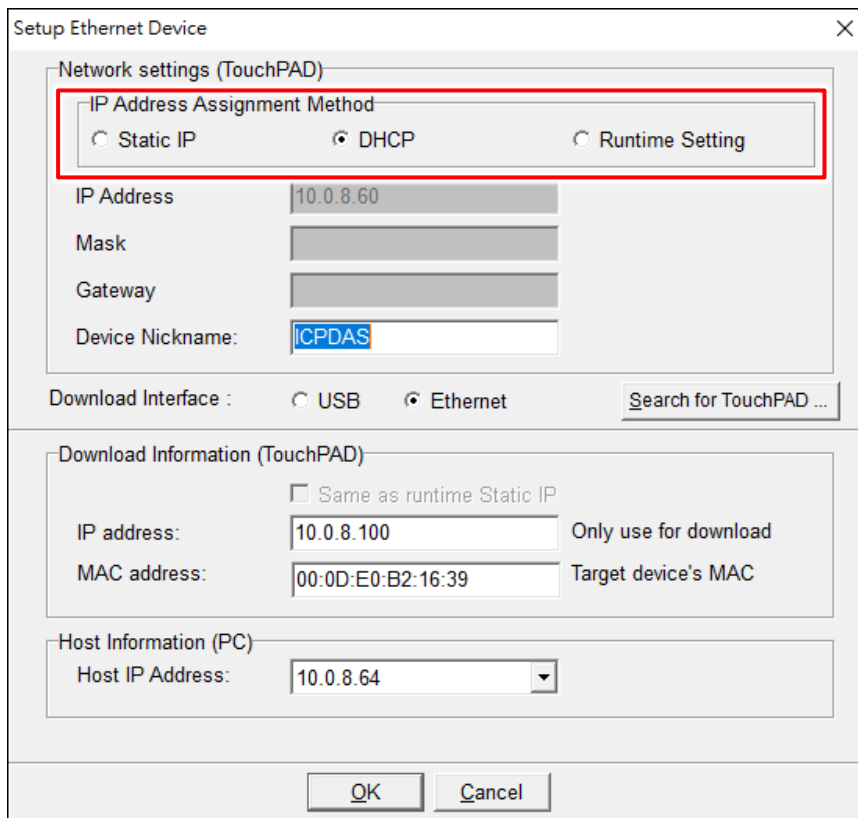 Setup Ethernet Device
Network settings (TouchPAD)
IP Address Assignment Method
Static IP DHCP Runtime Setting
IP Address 10.0.8.60
Mask
Gateway
Device Nickname: ICPDAS
Download Interface : USB Ethernet Search for TouchPAD ...
Download Information (TouchPAD)
Same as runtime Static IP
IP address: 10.0.8.100 Only use for download
MAC address: 00:0D:E0:B2:16:39 Target device's MAC
Host Information (PC)
Host IP Address: 10.0.8.64
OK Cancel